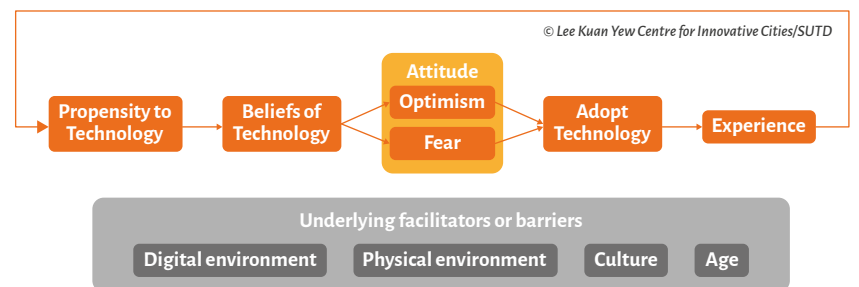 © Lee Kuan Yew Centre for Innovative Cities/SUTD
Attitude
Propensity to
Technology
Beliefs of
Technology
Optimism
Fear
Adopt
Technology
Experience
Underlying facilitators or barriers
Digital environment
Physical environment
Culture
Age